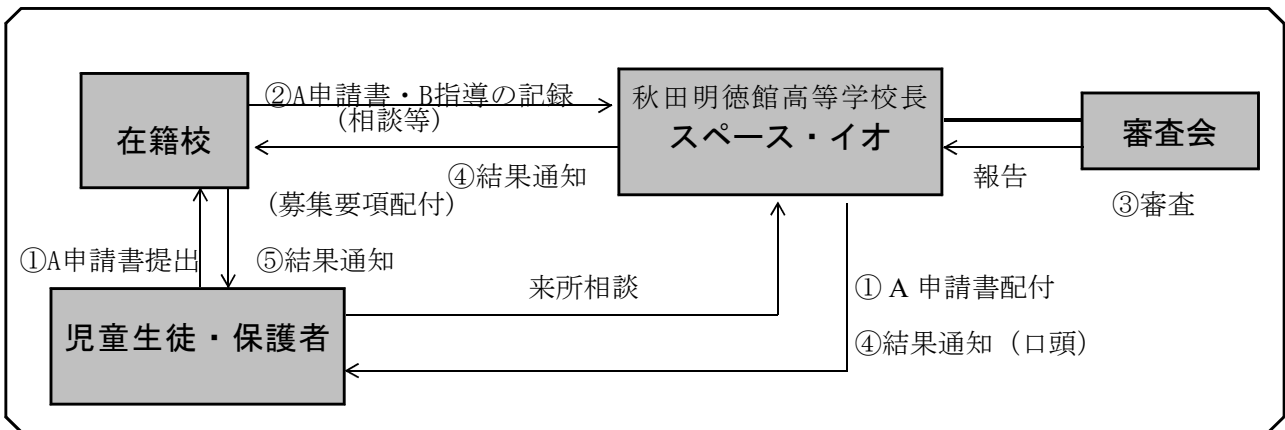 ②A申請書・B指導の記録
(相談等)
秋田明徳館高等学校長
スペース・イオ
在籍校
審査会
④結果通知
報告
(募集要項配付)
③審査
①A申請書提出
⑤結果通知
来所相談
① A 申請書配付
児童生徒・保護者
④結果通知（口頭）